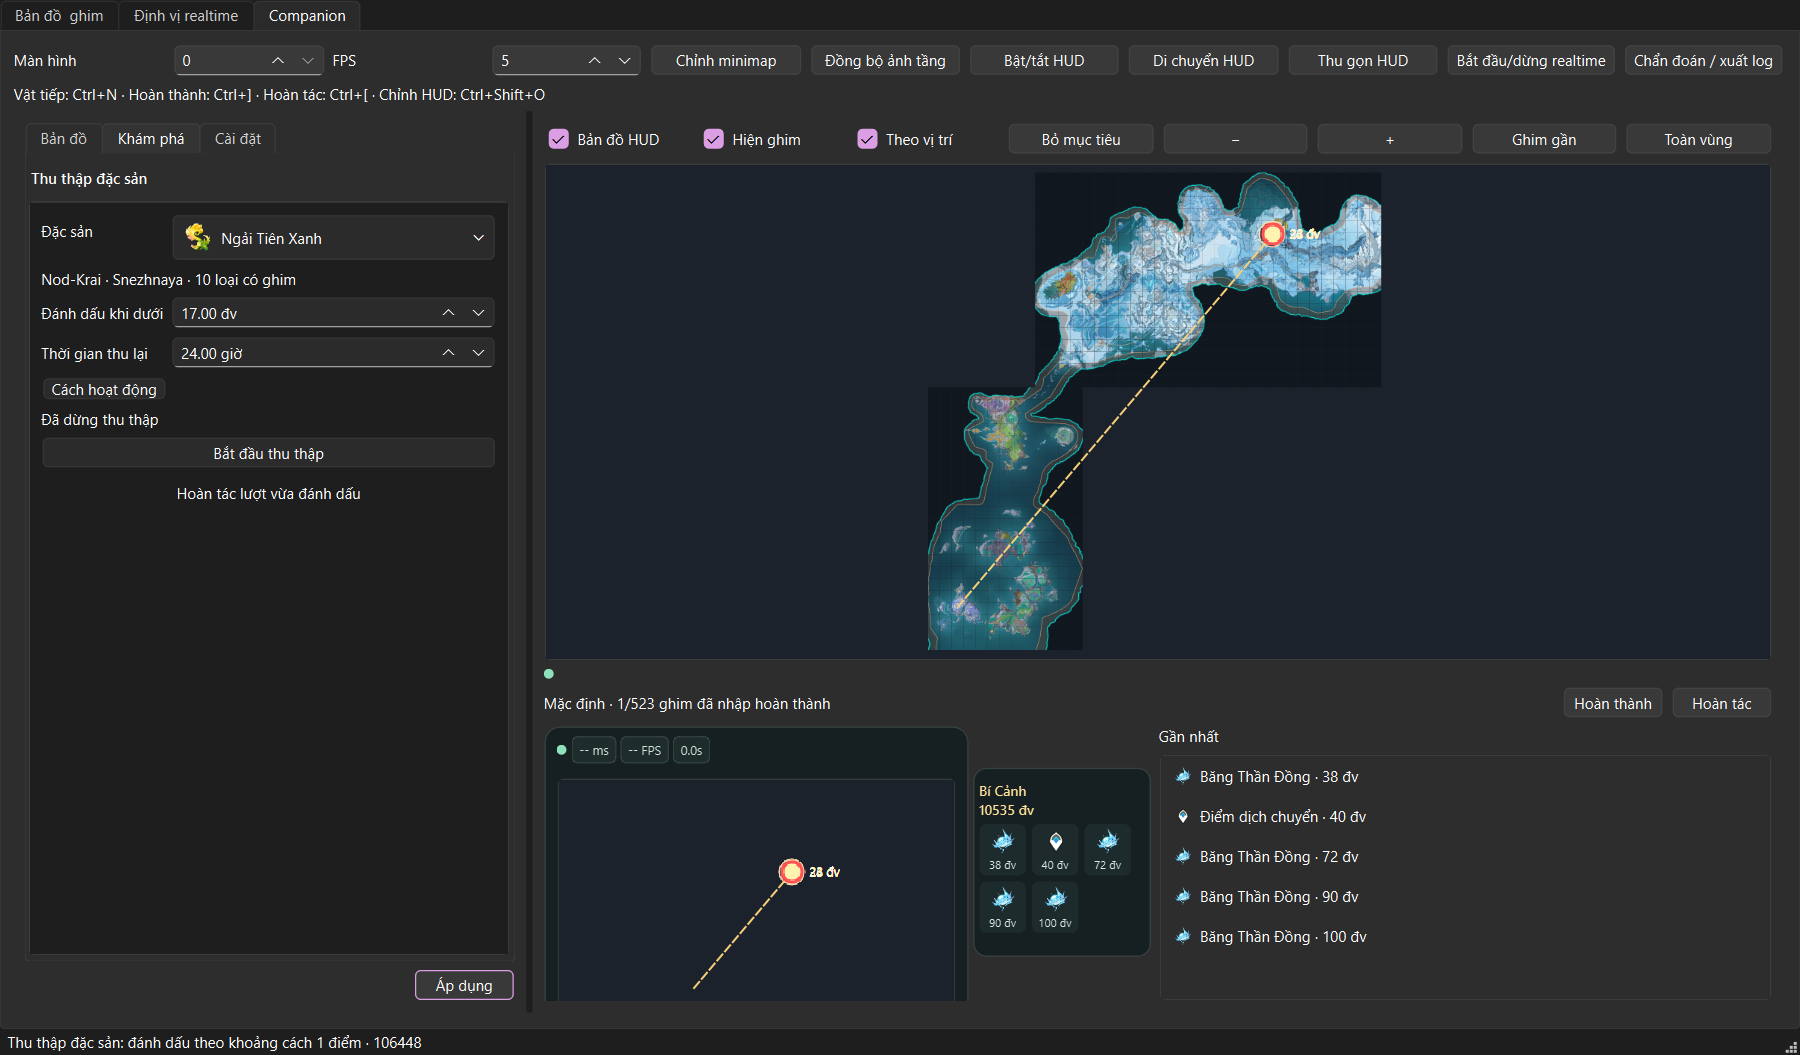 Bản đồ ghim
Định vị realtime
Companion
Màn hình
0
FPS
5
Chỉnh minimap
Đồng bộ ảnh tầng
Bật/tắt HUD
Di chuyển HUD
Thu gọn HUD
Bắt đầu/dừng realtime
Chẩn đoán / xuất log
Vật tiếp: Ctrl+N · Hoàn thành: Ctrl+] · Hoàn tác: Ctrl+[ · Chỉnh HUD: Ctrl+Shift+O
Bản đồ
Khám phá
Cài đặt
Thu thập đặc sản
Đặc sản
Ngải Tiên Xanh
Nod-Krai · Snezhnaya · 10 loại có ghim
Đánh dấu khi dưới
17.00 đv
Thời gian thu lại
24.00 giờ
Cách hoạt động
Đã dừng thu thập
Bắt đầu thu thập
Hoàn tác lượt vừa đánh dấu
Áp dụng
Bản đồ HUD
Hiện ghim
Theo vị trí
Bỏ mục tiêu
−
+
Ghim gần
Toàn vùng
đv
Mặc định · 1/523 ghim đã nhập hoàn thành
Hoàn thành
Hoàn tác
-- ms
-- FPS
0.0s
đv
Bí Cảnh
10535 đv
38 đv
40 đv
72 đv
90 đv
100 đv
Gần nhất
Băng Thần Đồng · 38 đv
Điểm dịch chuyển · 40 đv
Băng Thần Đồng · 72 đv
Băng Thần Đồng · 90 đv
Băng Thần Đồng · 100 đv
Thu thập đặc sản: đánh dấu theo khoảng cách 1 điểm · 106448